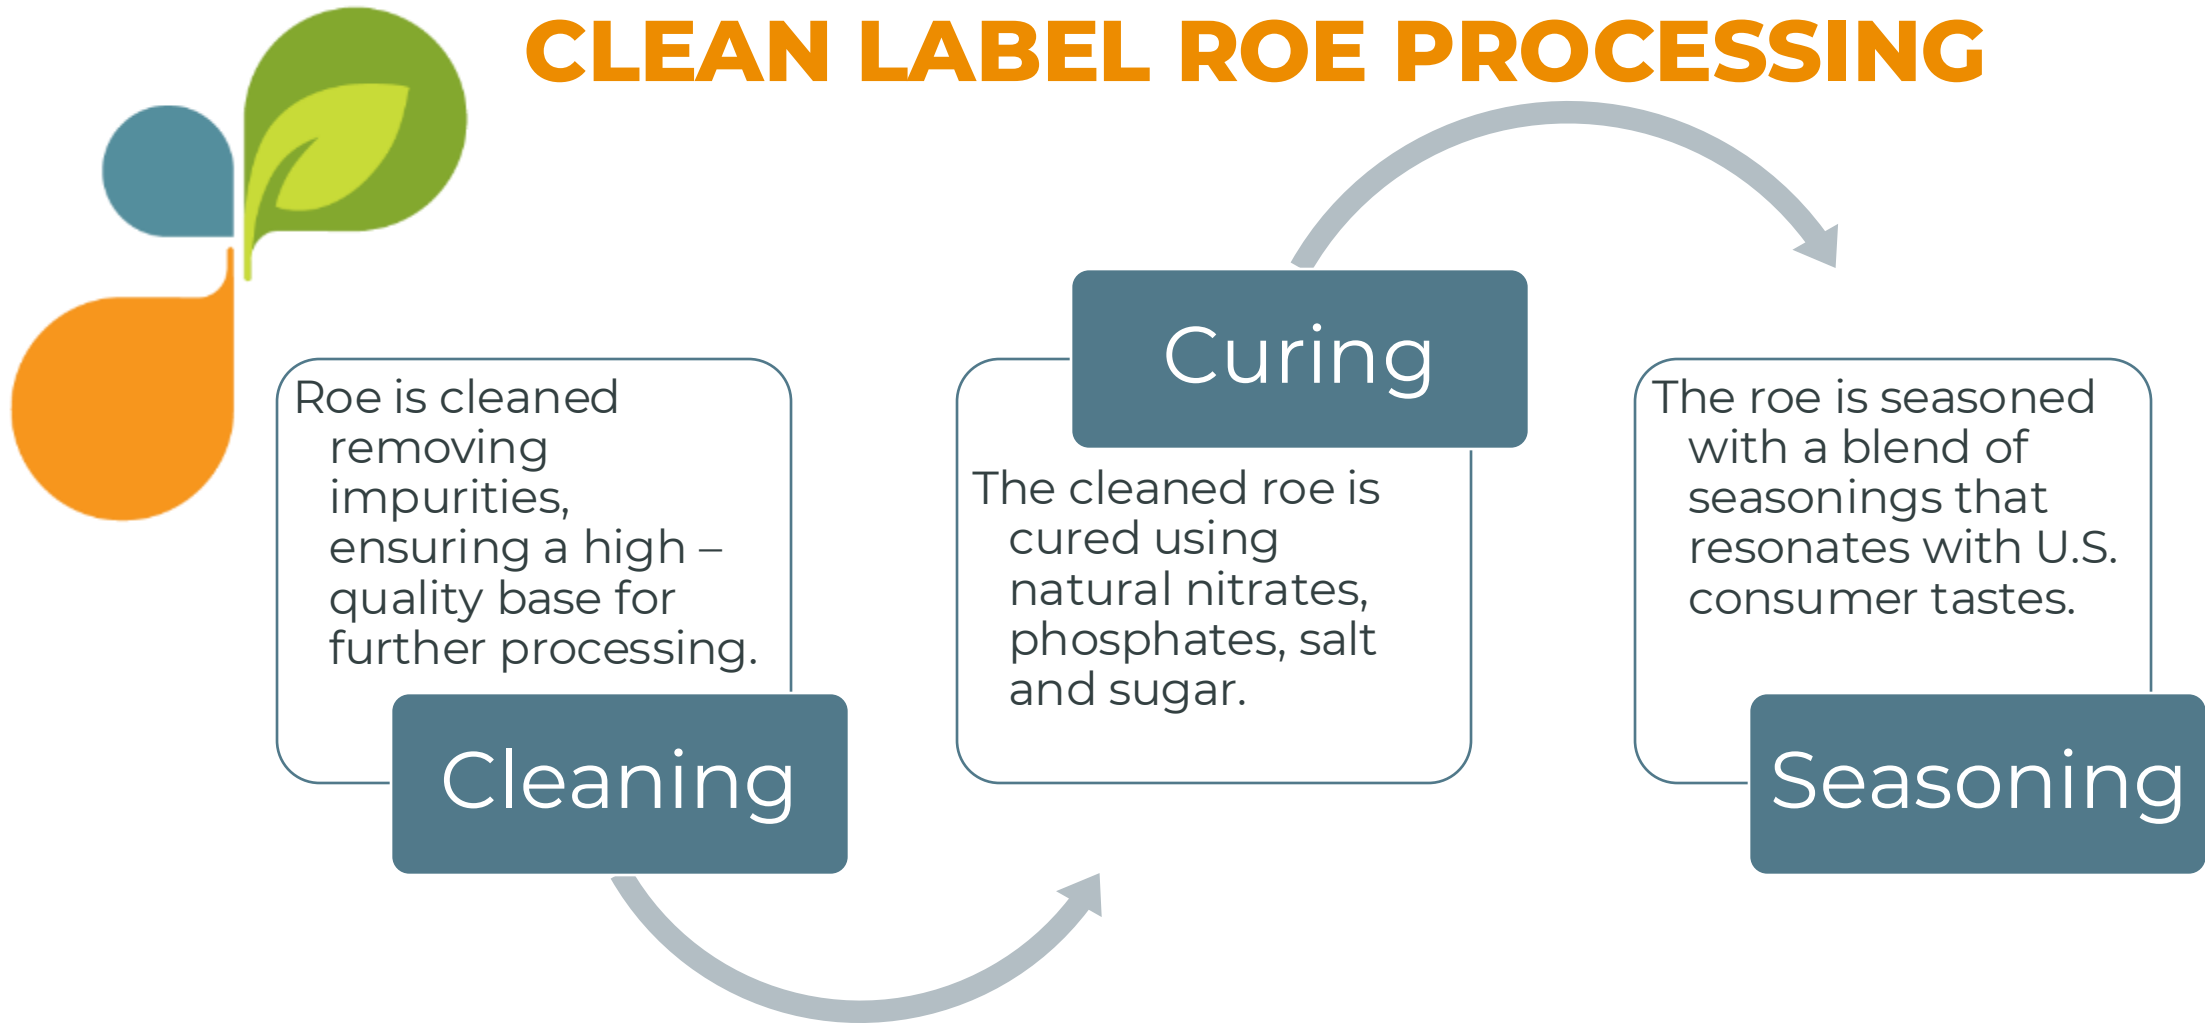 CLEAN LABEL ROE PROCESSING
Roe is cleaned
removing
impurities,
ensuring a high –
quality base for
further processing.
Cleaning
Curing
The cleaned roe is
cured using
natural nitrates,
phosphates, salt
and sugar.
The roe is seasoned
with a blend of
seasonings that
resonates with U.S.
consumer tastes.
Seasoning